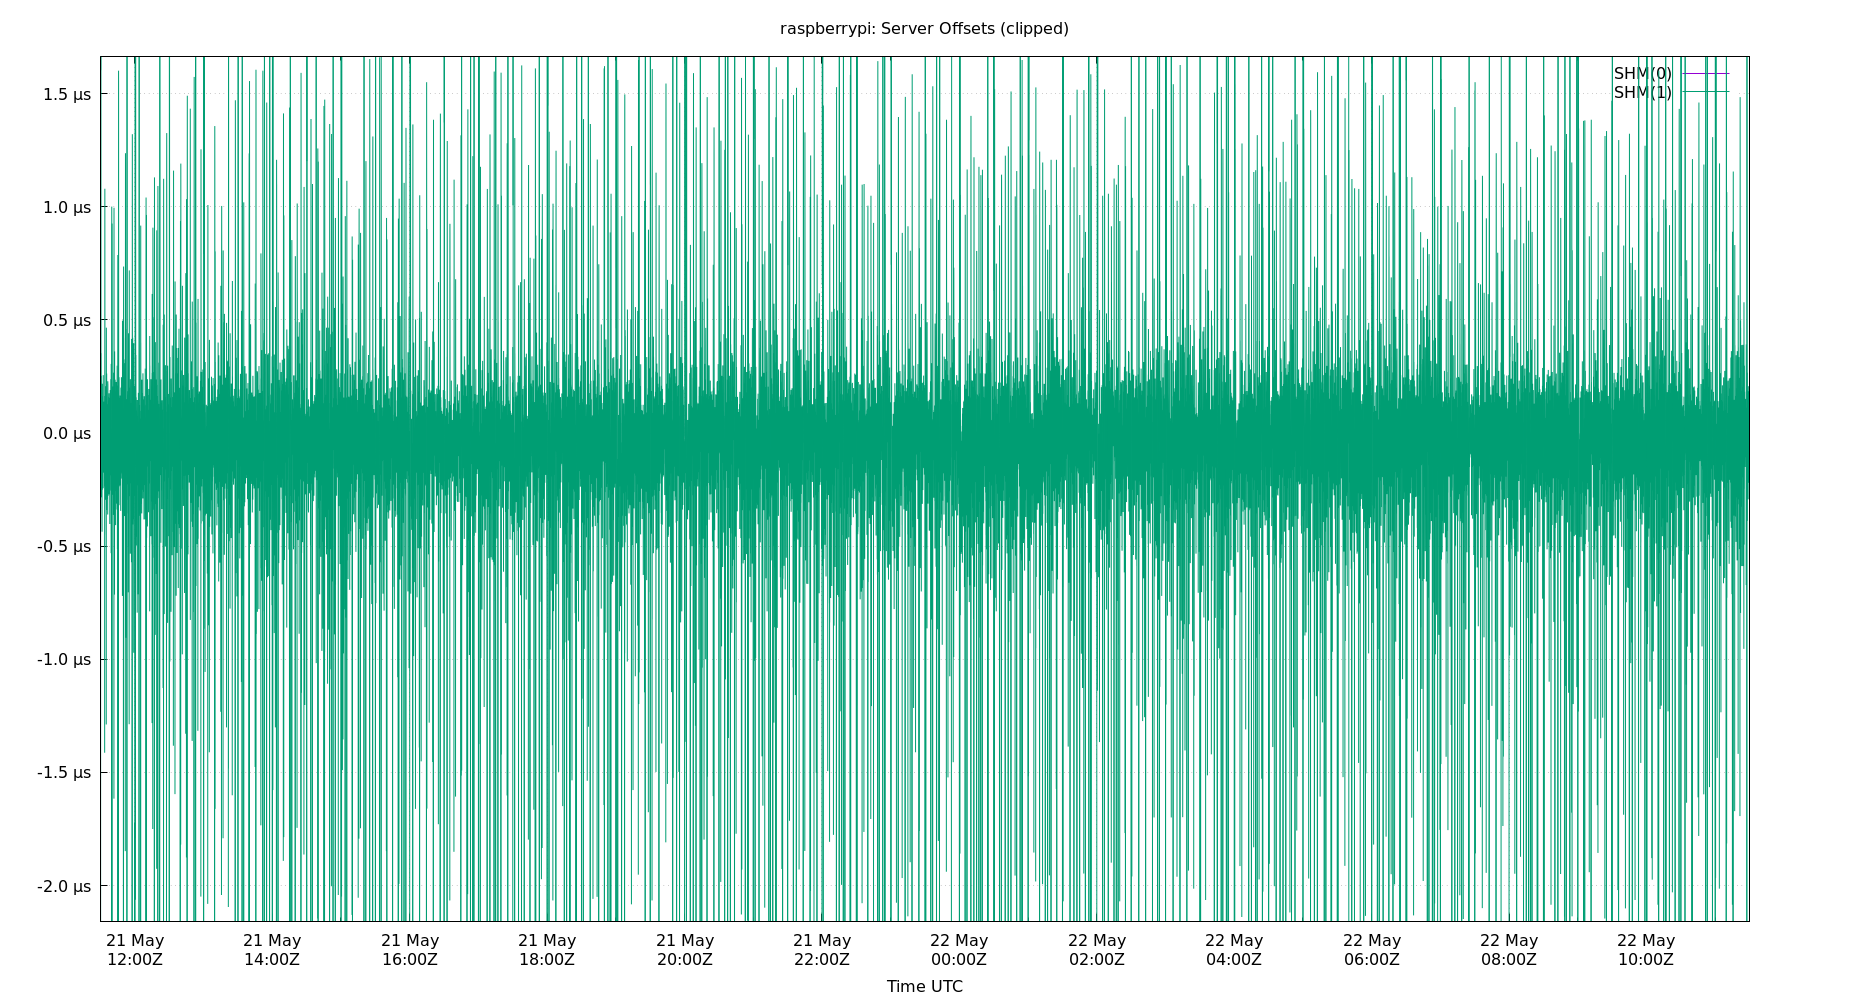 raspberrypi: Server Offsets (clipped)
SHM(0)
SHM(1)
1.5 µs
1.0 µs
0.5 µs
0.0 µs
-0.5 µs
-1.0 µs
-1.5 µs
-2.0 µs
21 May 21 May 21 May 21 May 21 May 21 May 22 May 22 May 22 May 22 May 22 May 22 May
12:00Z 14:00Z 16:00Z 18:00Z 20:00Z 22:00Z 00:00Z 02:00Z 04:00Z 06:00Z 08:00Z 10:00Z
Time UTC